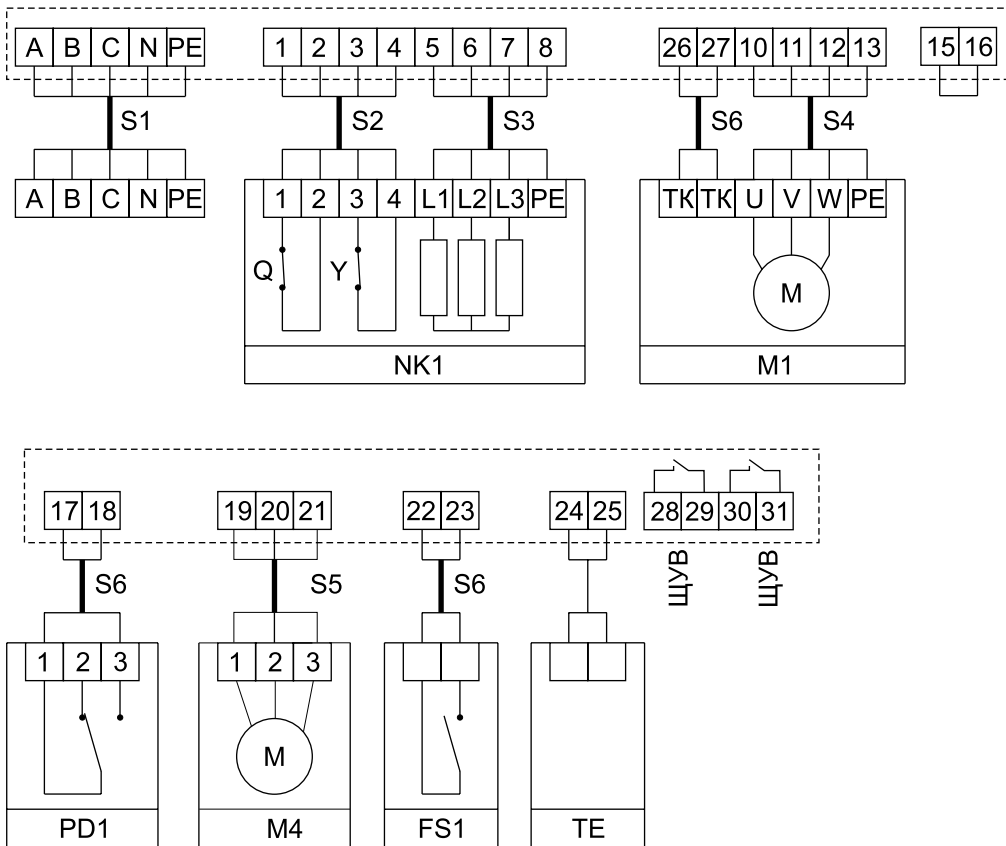 A B C N PE 1 2 3 4 5 6 7 8 26 27 10 11 12 13 15 16
S1 S2 S3 S6 S4
A B C N PE 1 2 3 4 L1 L2 L3 PE ТК ТК U V W PE
Q Y M
NK1 M1
17 18 19 20 21 22 23 24 25 28 29 30 31
ЩУВ ЩУВ
S6 S5 S6
1 2 3 1 2 3
M
PD1 M4 FS1 TE